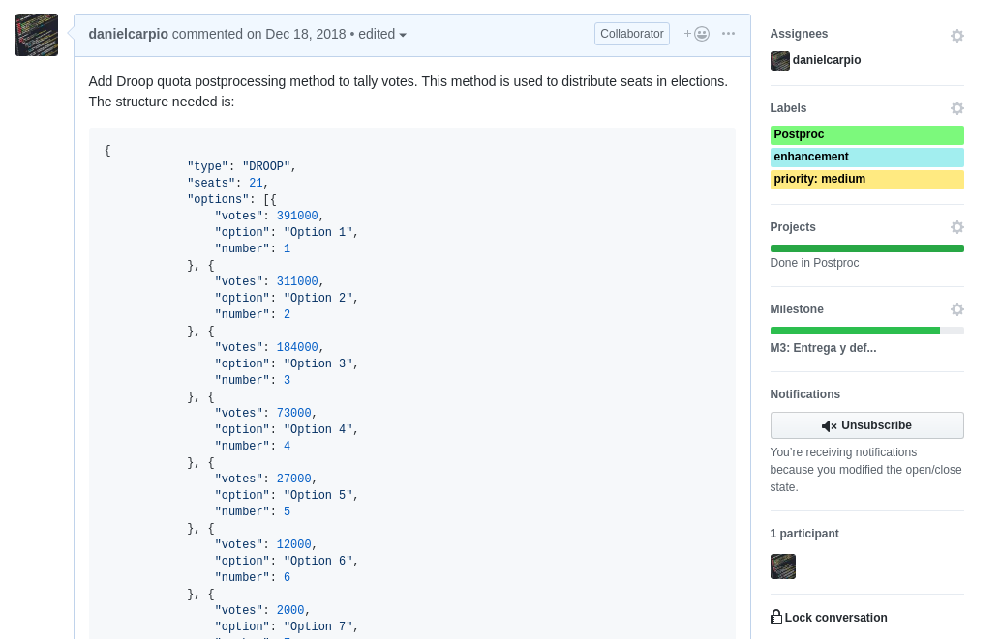 danielcarpio commented on Dec 18, 2018 • edited
Collaborator
Add Droop quota postprocessing method to tally votes. This method is used to distribute seats in elections.
The structure needed is:
{
"type": "DROOP",
"seats": 21,
"options": [{
"votes": 391000,
"option": "Option 1",
"number": 1
}, {
"votes": 311000,
"option": "Option 2",
"number": 2
}, {
"votes": 184000,
"option": "Option 3",
"number": 3
}, {
"votes": 73000,
"option": "Option 4",
"number": 4
}, {
"votes": 27000,
"option": "Option 5",
"number": 5
}, {
"votes": 12000,
"option": "Option 6",
"number": 6
}, {
"votes": 2000,
"option": "Option 7",
Assignees
danielcarpio
Labels
Postproc
enhancement
priority: medium
Projects
Done in Postproc
Milestone
M3: Entrega y def...
Notifications
Unsubscribe
You're receiving notifications
because you modified the open/close
state.
1 participant
Lock conversation